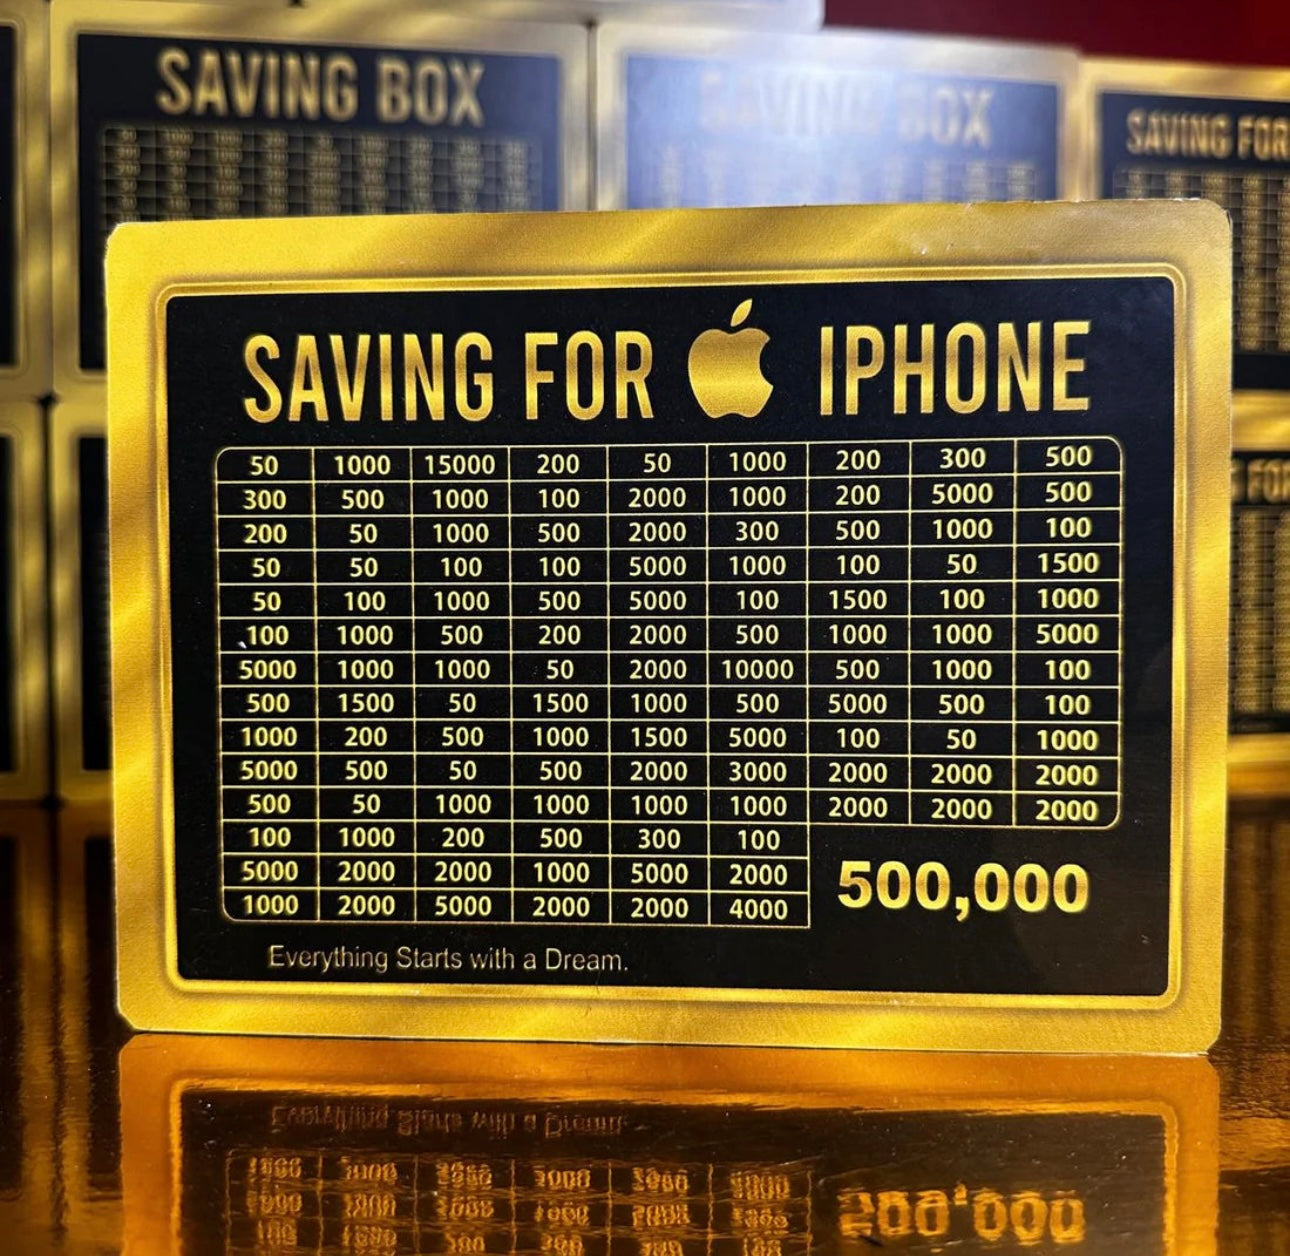 SAVING BOX
SAVING BOX
SAVING FOR
SAVING FOR IPHONE
50 1000 15000 200 50 1000 200 300 500
300 500 1000 100 2000 1000 200 5000 500
200 50 1000 500 2000 300 500 1000 100
50 50 100 100 5000 1000 100 50 1500
50 100 1000 500 5000 100 1500 100 1000
100 1000 500 200 2000 500 1000 1000 5000
5000 1000 1000 50 2000 10000 500 1000 100
500 1500 50 1500 1000 500 5000 500 100
1000 200 500 1000 1500 5000 100 50 1000
5000 500 50 500 2000 3000 2000 2000 2000
500 50 1000 1000 1000 1000 2000 2000 2000
100 1000 200 500 300 100
5000 2000 2000 1000 5000 2000
1000 2000 5000 2000 2000 4000
500,000
Everything Starts with a Dream.
FOR